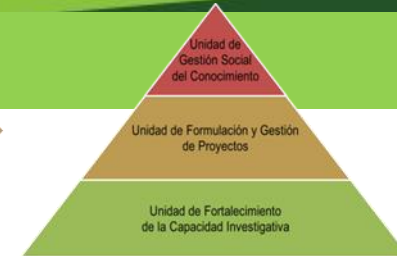 Unidad de
Gestión Social
del Conocimiento
Unidad de Formulación y Gestión
de Proyectos
Unidad de Fortalecimiento
de la Capacidad Investigativa